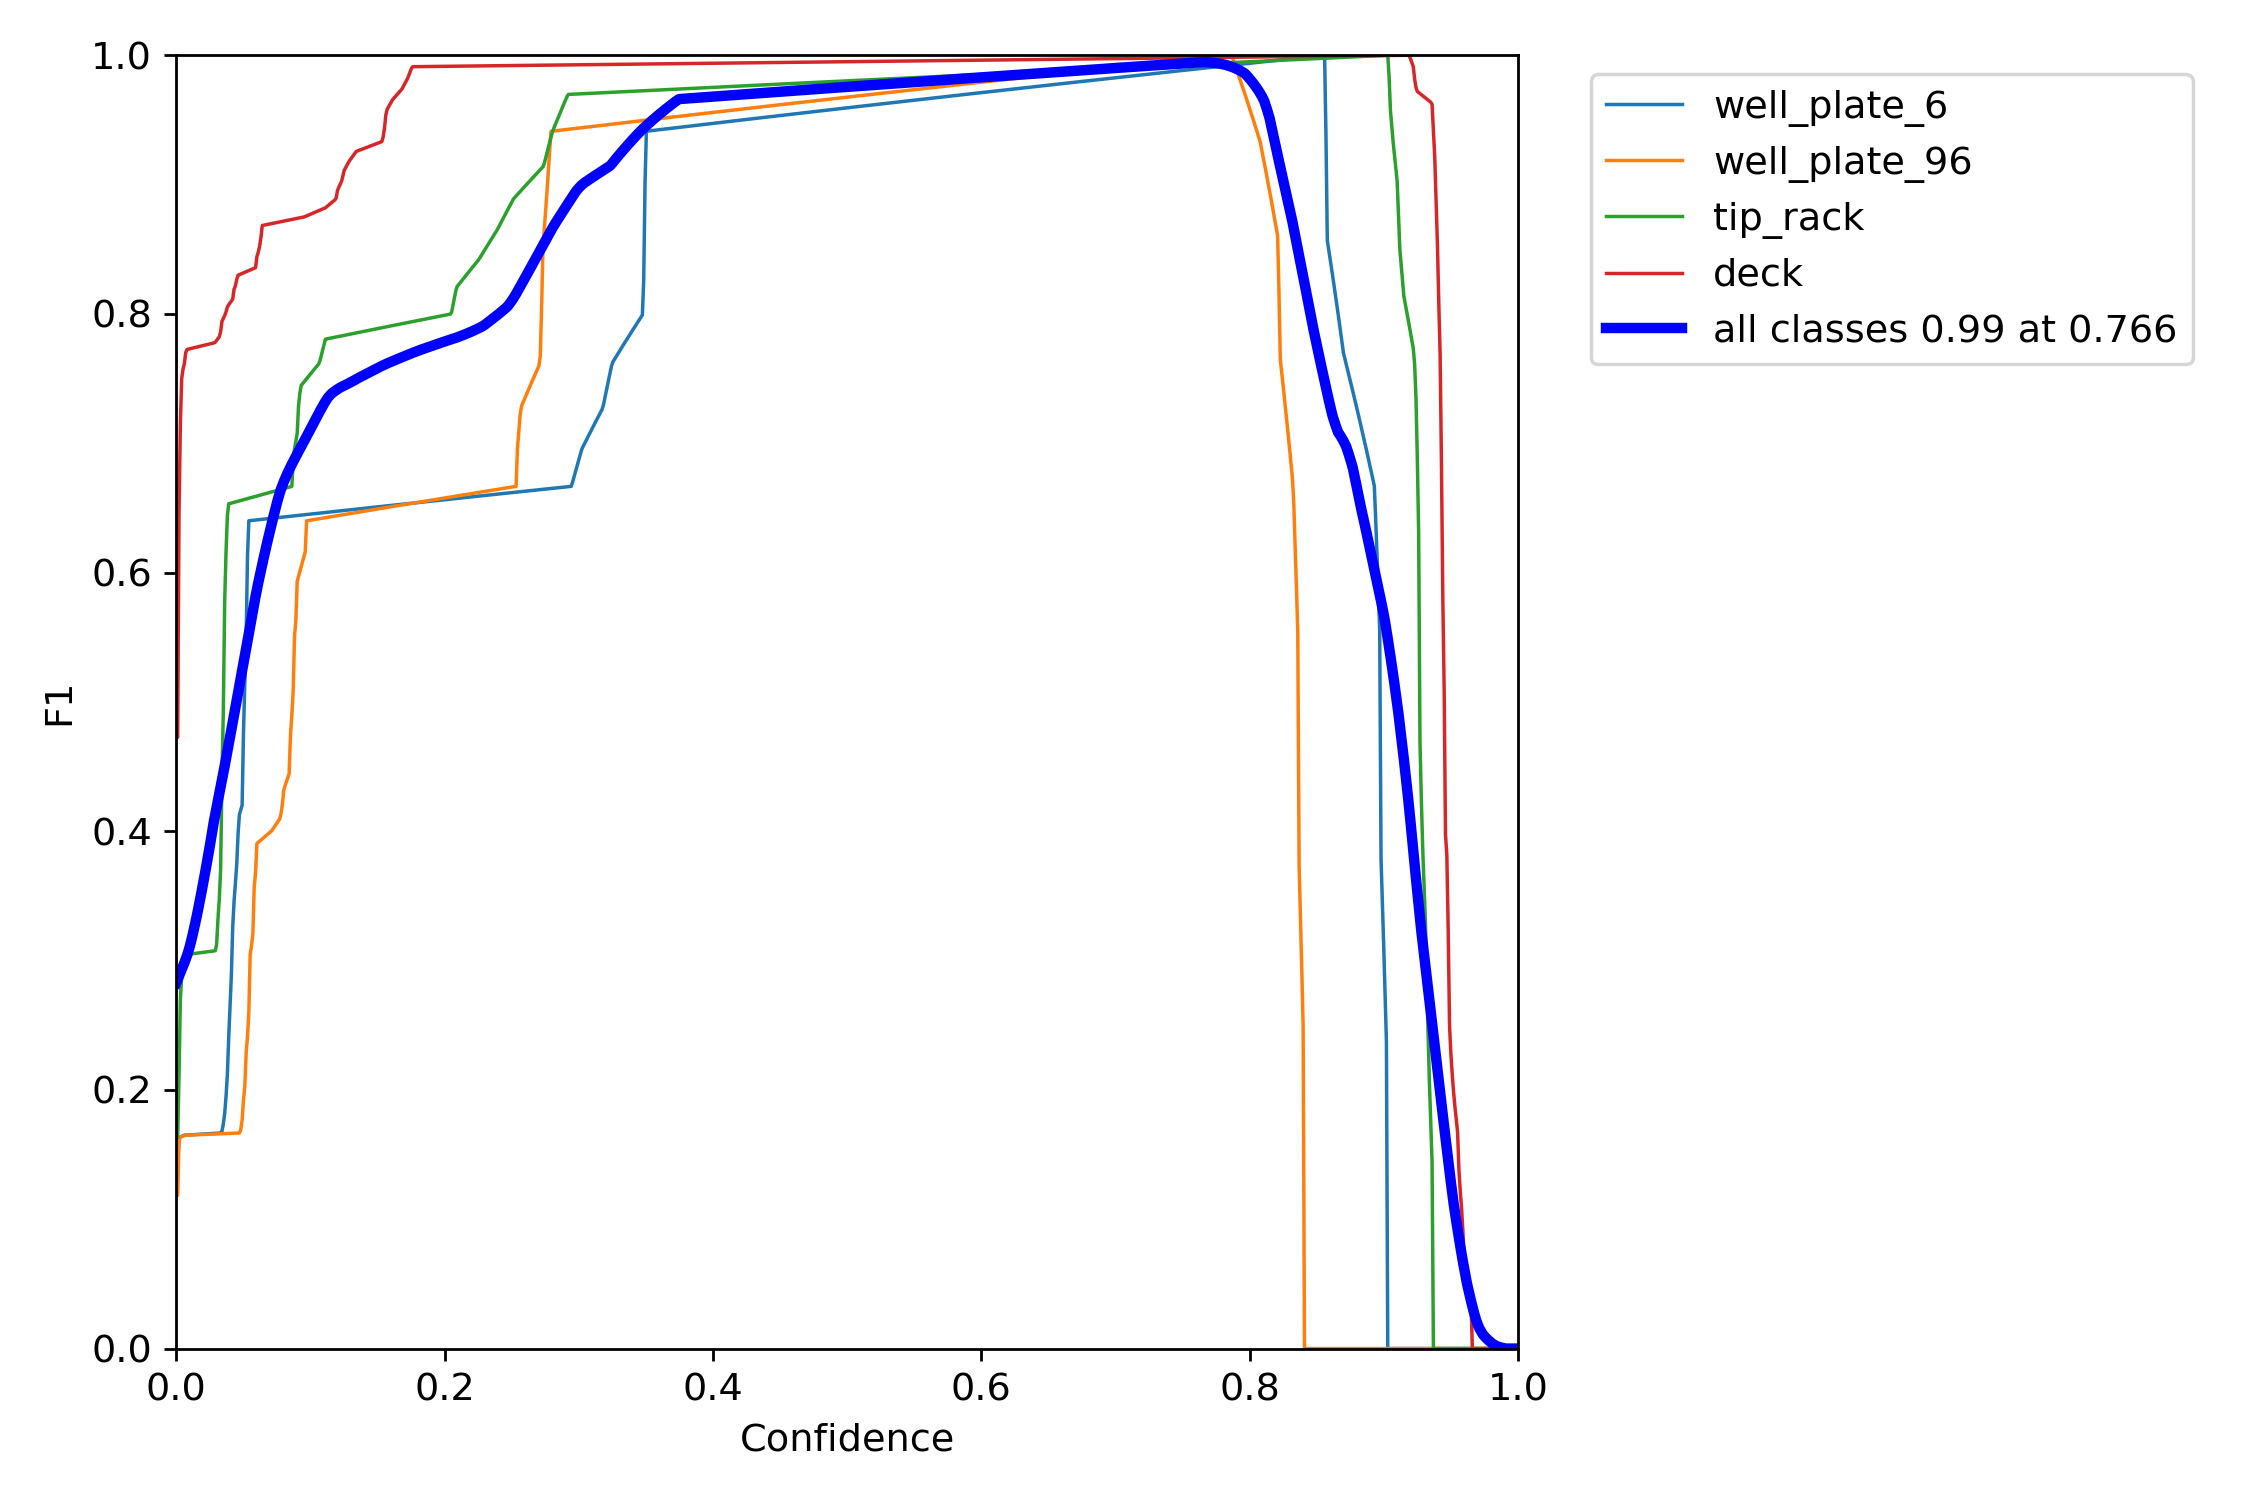 1.0
0.8
0.6
0.4
0.2
0.0
F1
0.0 0.2 0.4 0.6 0.8 1.0
Confidence
well_plate_6
well_plate_96
tip_rack
deck
all classes 0.99 at 0.766